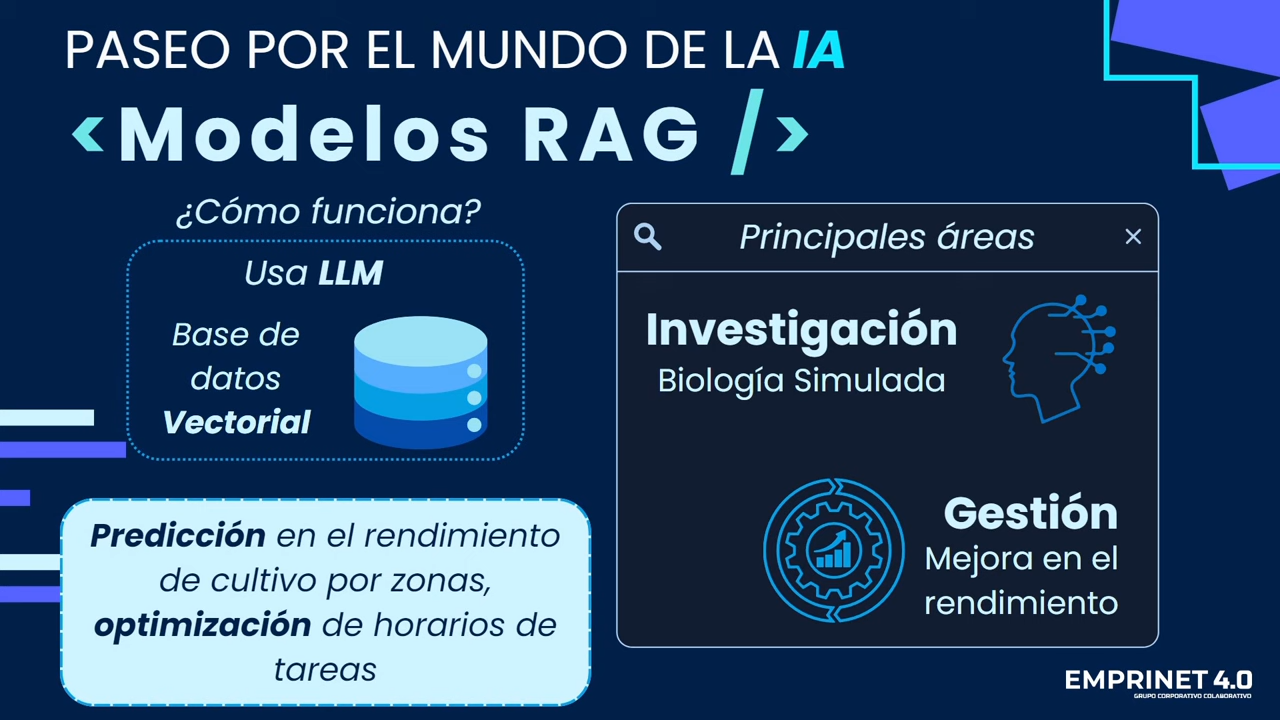 PASEO POR EL MUNDO DE LA IA
<Modelos RAG />
¿Cómo funciona?
Usa LLM
Base de
datos
Vectorial
Predicción en el rendimiento
de cultivo por zonas,
optimización de horarios de
tareas
Principales áreas
Investigación
Biología Simulada
Gestión
Mejora en el
rendimiento
EMPRINET 4.0
GRUPO CORPORATIVO COLABORATIVO